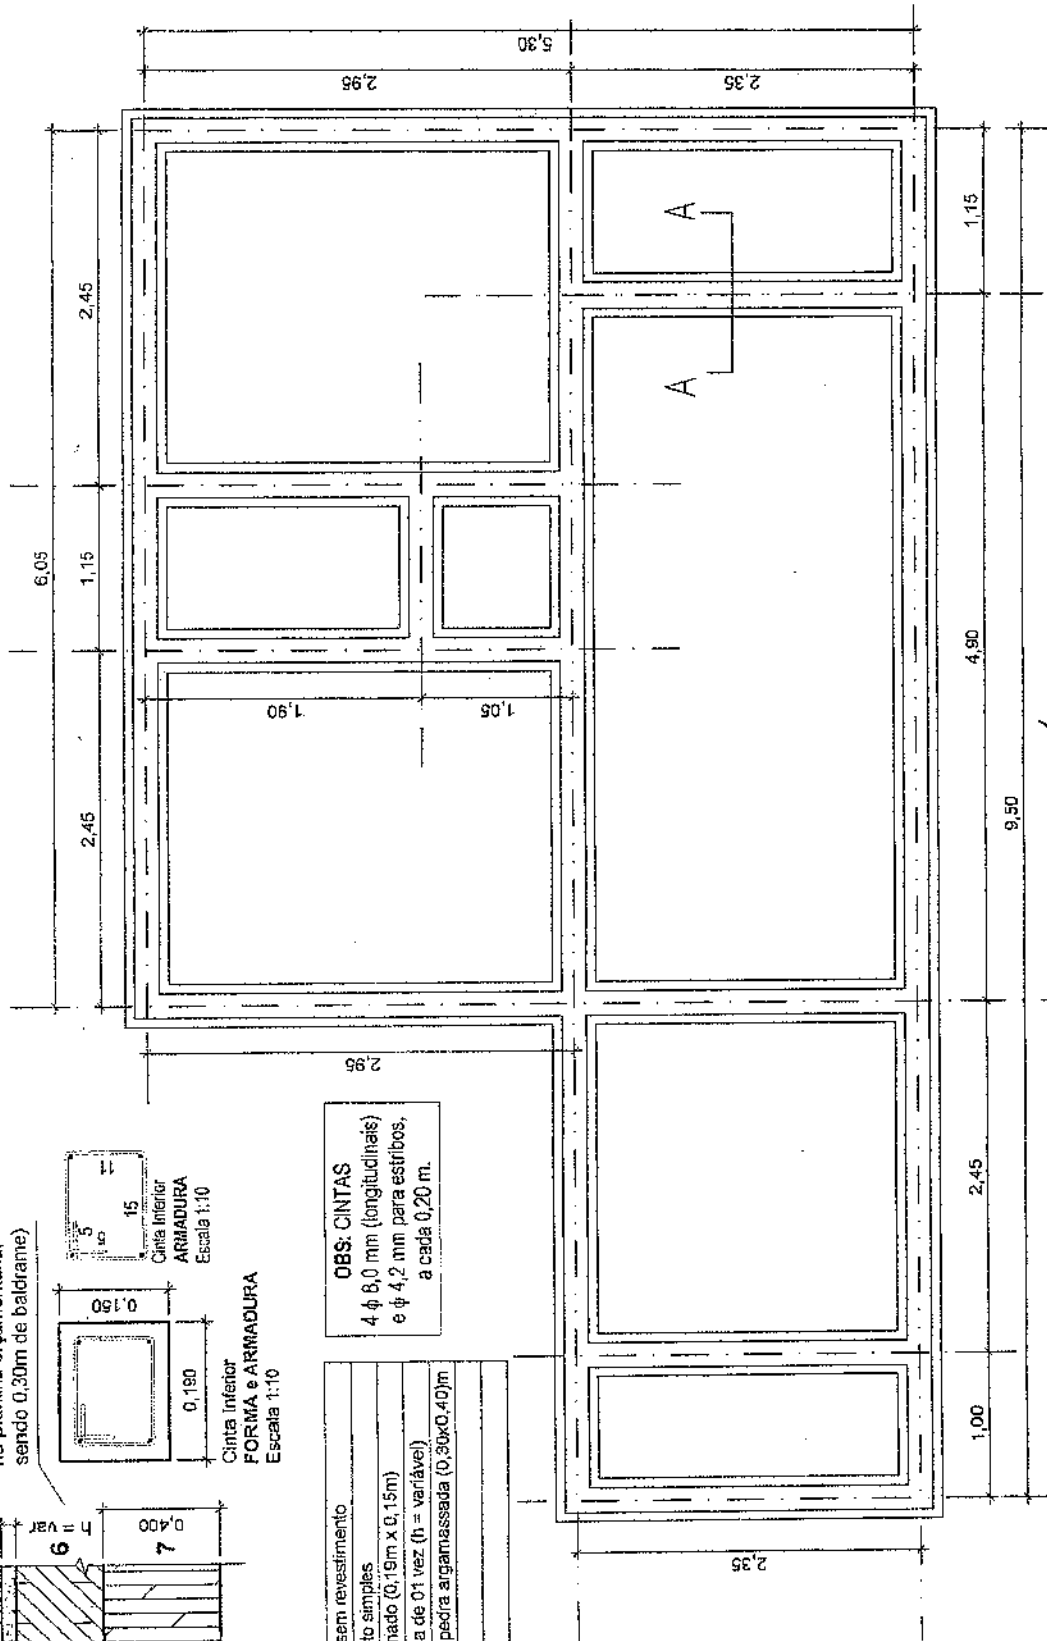 sendo 0,30m de baldrame)
h = var
6
0,400
7
0,150
0,190
Cinta Inferior
FORMA e ARMADURA
Escala 1:10
5
5
11
15
Cinta Inferior
ARMADURA
Escala 1:10
OBS: CINTAS
4 ϕ 6,0 mm (longitudinais)
e ϕ 4,2 mm para estribos,
a cada 0,20 m.
sem revestimento
to simples
nado (0,19m x 0,15m)
a de 01 vez (h = variável)
pedra argamassada (0,30x0,40)m
6,05
2,45
1,15
2,45
5,30
2,95
2,35
1,90
1,05
2,95
2,35
A
A
1,00
2,45
4,90
1,15
9,50